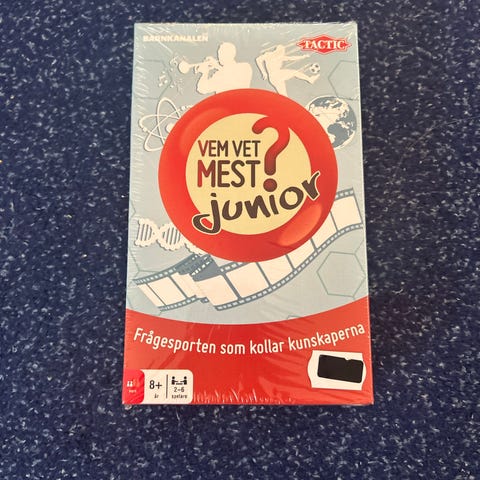 BARNKANALEN
TACTIC
VEM VET
MEST?
junior
Frågesporten som kollar kunskaperna
8+
år
2-6
spelare